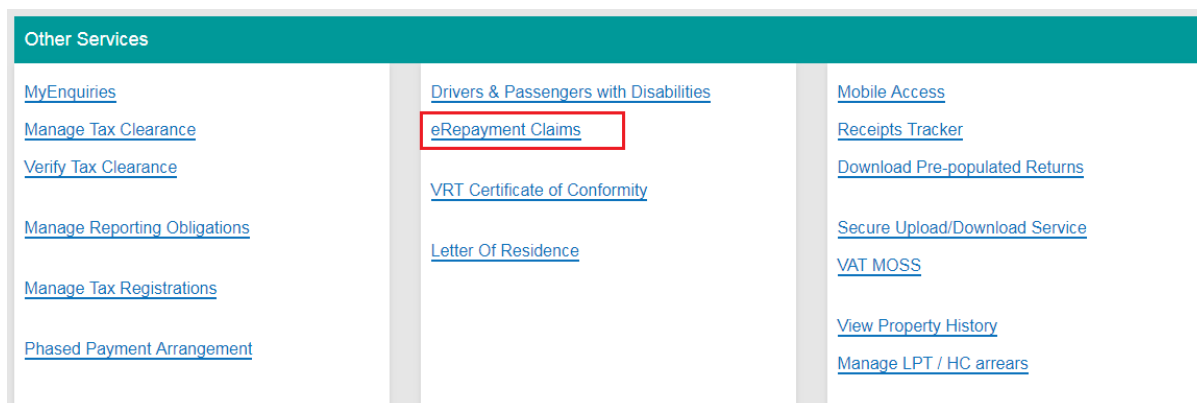 Other Services
MyEnquiries
Manage Tax Clearance
Verify Tax Clearance
Manage Reporting Obligations
Manage Tax Registrations
Phased Payment Arrangement
Drivers & Passengers with Disabilities
eRepayment Claims
VRT Certificate of Conformity
Letter Of Residence
Mobile Access
Receipts Tracker
Download Pre-populated Returns
Secure Upload/Download Service
VAT MOSS
View Property History
Manage LPT / HC arrears